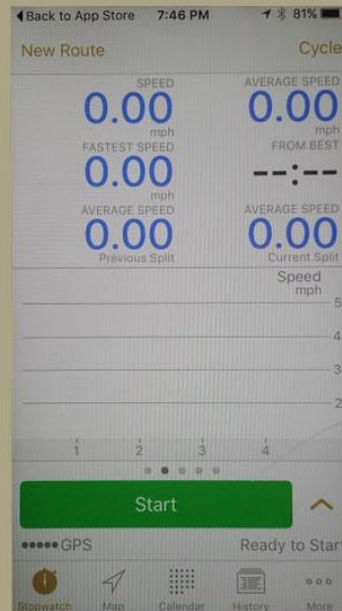 Back to App Store 7:46 PM 81%
New Route Cycle
SPEED AVERAGE SPEED
0.00 0.00
mph mph
FASTEST SPEED FROM BEST
0.00 --:--
mph
AVERAGE SPEED AVERAGE SPEED
0.00 0.00
Previous Split Current Split
Speed
mph
5
4
3
2
1 2 3 4
Start
GPS Ready to Start
Stopwatch Map Calendar History More